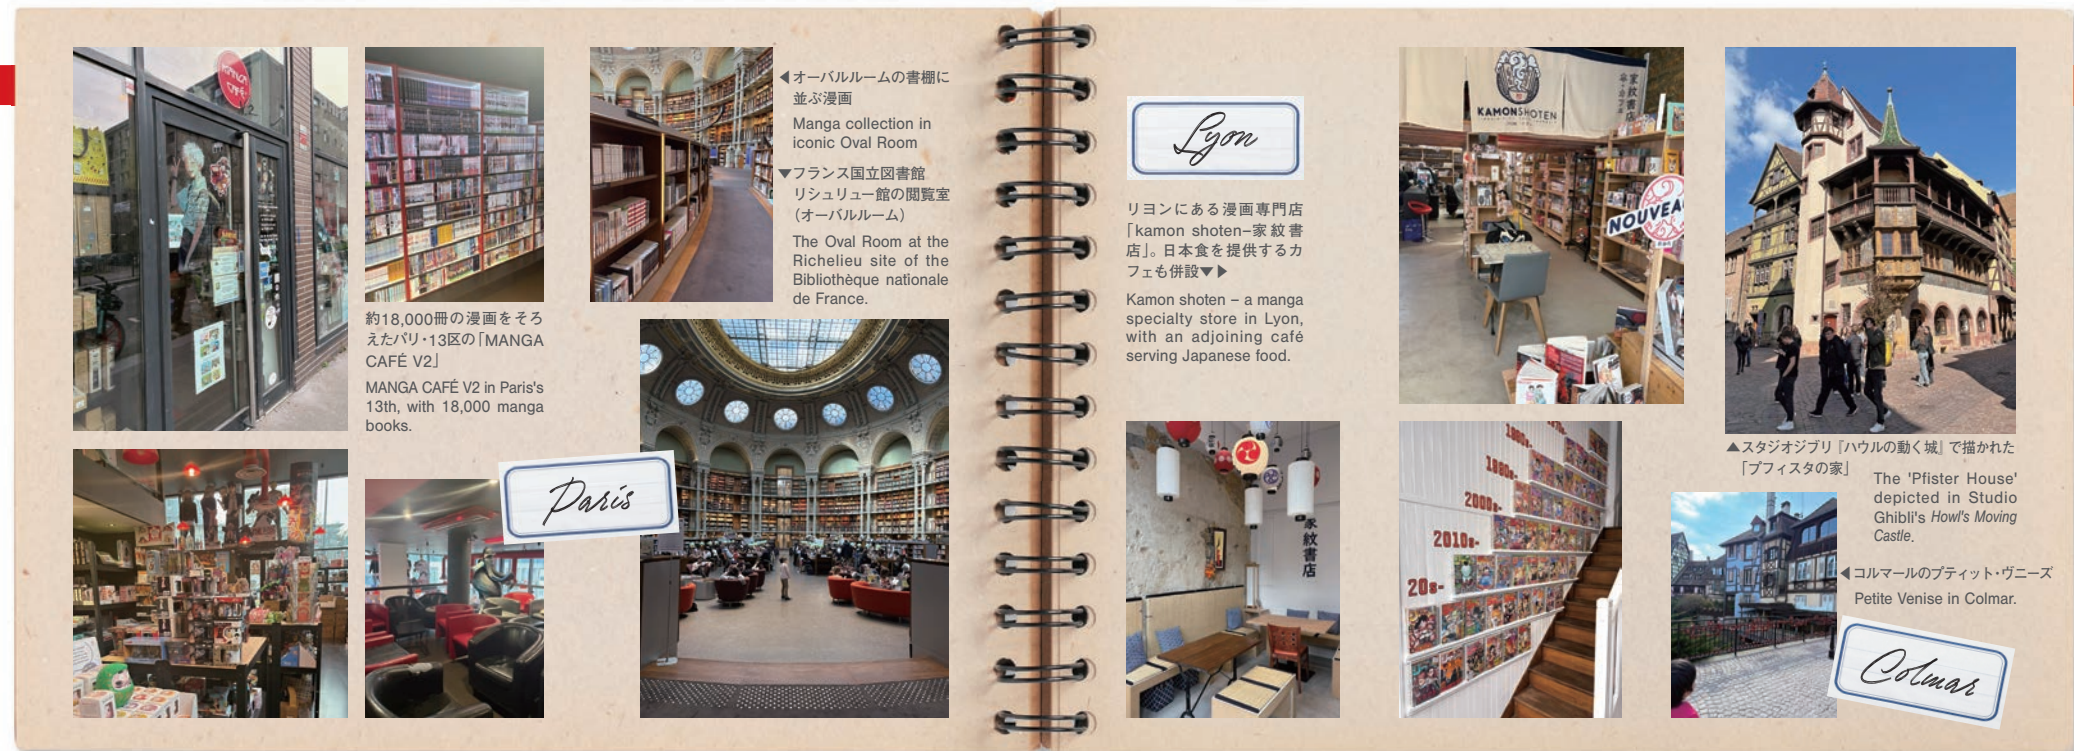 MANGA
CAFÉ
約18,000冊の漫画をそろ
えたパリ・13区の「MANGA
CAFÉ V2」
MANGA CAFÉ V2 in Paris's
13th, with 18,000 manga
books.
◀オーバルルームの書棚に
並ぶ漫画
Manga collection in
iconic Oval Room
▼フランス国立図書館
リシュリュー館の閲覧室
（オーバルルーム）
The Oval Room at the
Richelieu site of the
Bibliothèque nationale
de France.
Paris
Lyon
リヨンにある漫画専門店
「kamon shoten–家紋書
店」。日本食を提供するカ
フェも併設▼▶
Kamon shoten – a manga
specialty store in Lyon,
with an adjoining café
serving Japanese food.
KAMONSHOTEN
家紋書店
NOUVEA
家紋書店
1980s-
1990s-
2000s-
2010s-
20s-
▲スタジオジブリ『ハウルの動く城』で描かれた
「プフィスタの家」
The 'Pfister House'
depicted in Studio
Ghibli's Howl's Moving
Castle.
◀コルマールのプティット・ヴニーズ
Petite Venise in Colmar.
Colmar